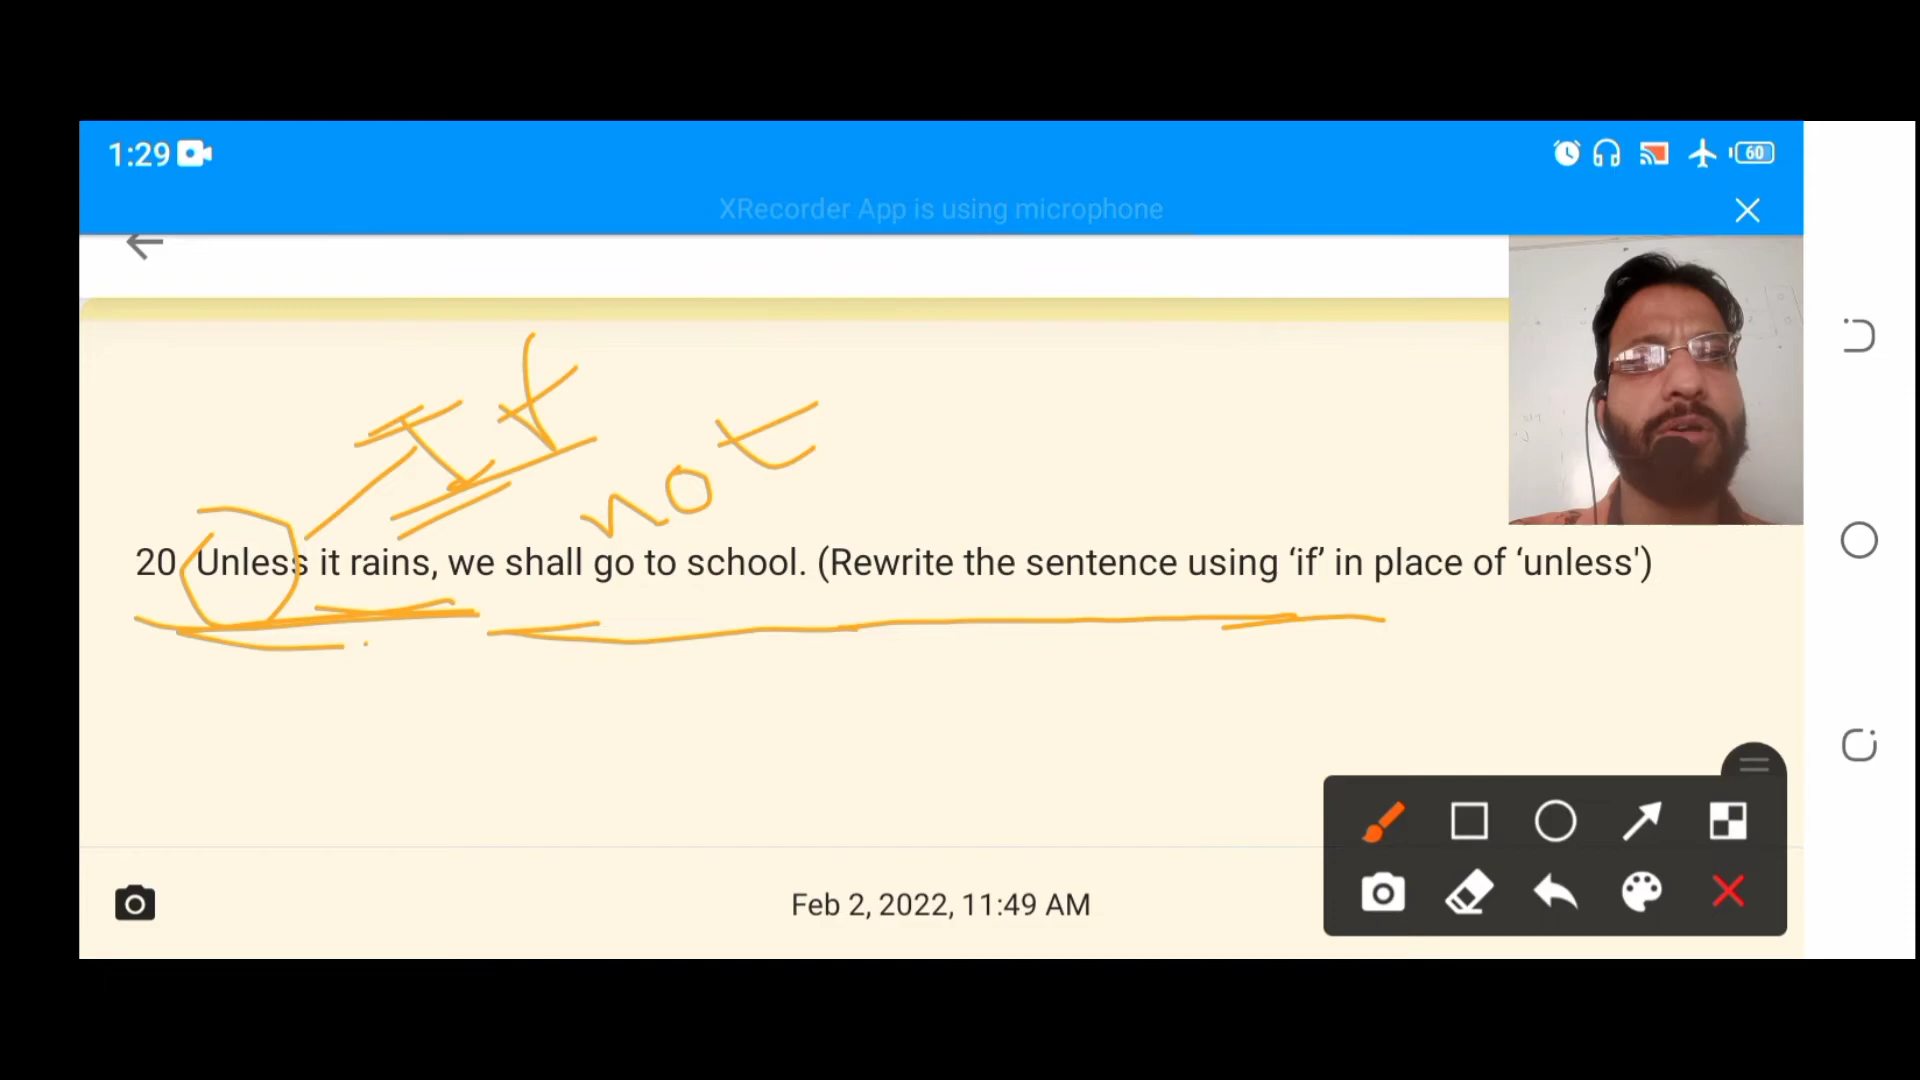 1:29
60
XRecorder App is using microphone
If
not
20 Unless it rains, we shall go to school. (Rewrite the sentence using ‘if’ in place of ‘unless')
Feb 2, 2022, 11:49 AM